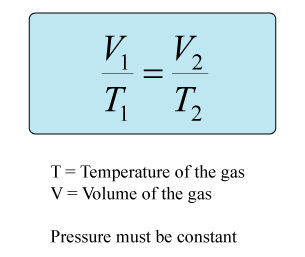 V₁ V₂
— = —
T₁ T₂
T = Temperature of the gas
V = Volume of the gas
Pressure must be constant